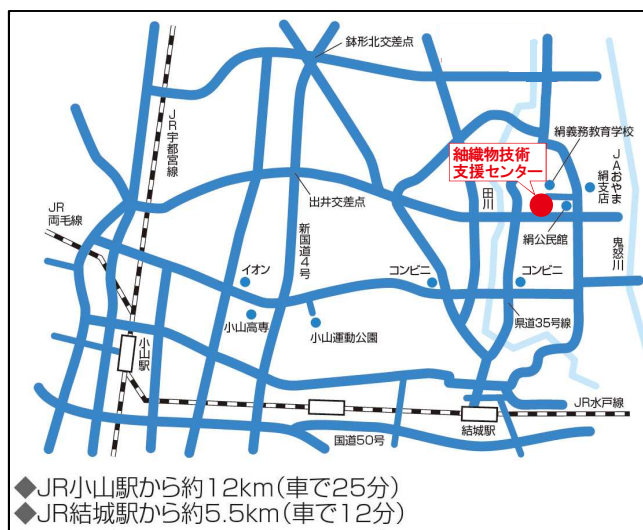 鉢形北交差点
JR宇都宮線
紬織物技術
支援センター
絹義務教育学校
JAおやま
絹支店
田川
JR
両毛線
出井交差点
新国道4号
絹公民館
鬼怒川
イオン
コンビニ
コンビニ
小山高専
小山運動公園
県道35号線
小山駅
JR水戸線
国道50号
結城駅
◆JR小山駅から約12km(車で25分)
◆JR結城駅から約5.5km(車で12分)